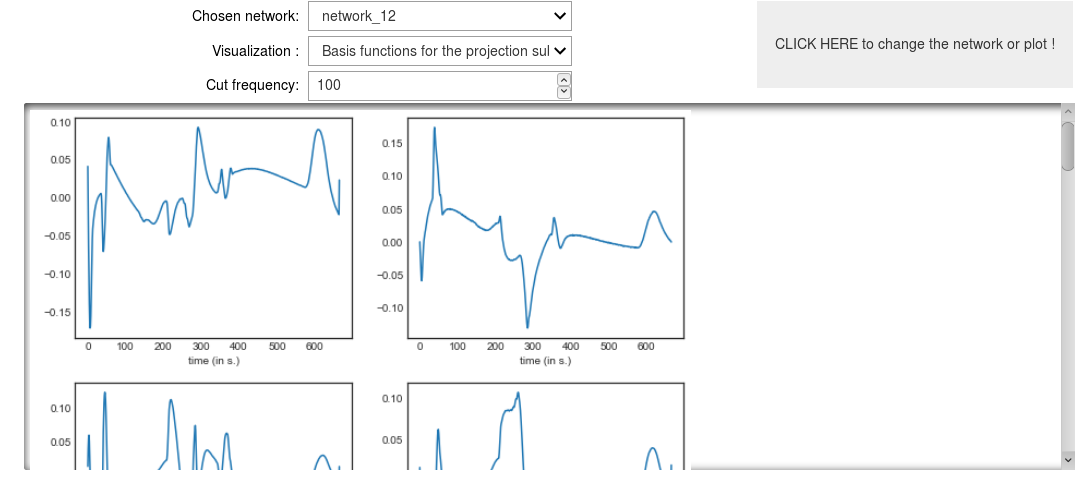 Chosen network: network_12
Visualization : Basis functions for the projection sul
CLICK HERE to change the network or plot !
Cut frequency: 100
0.10
0.05
0.00
−0.05
−0.10
−0.15
0 100 200 300 400 500 600
time (in s.)
0.15
0.10
0.05
0.00
−0.05
−0.10
0 100 200 300 400 500 600
time (in s.)
0.10
0.05
0.10
0.05